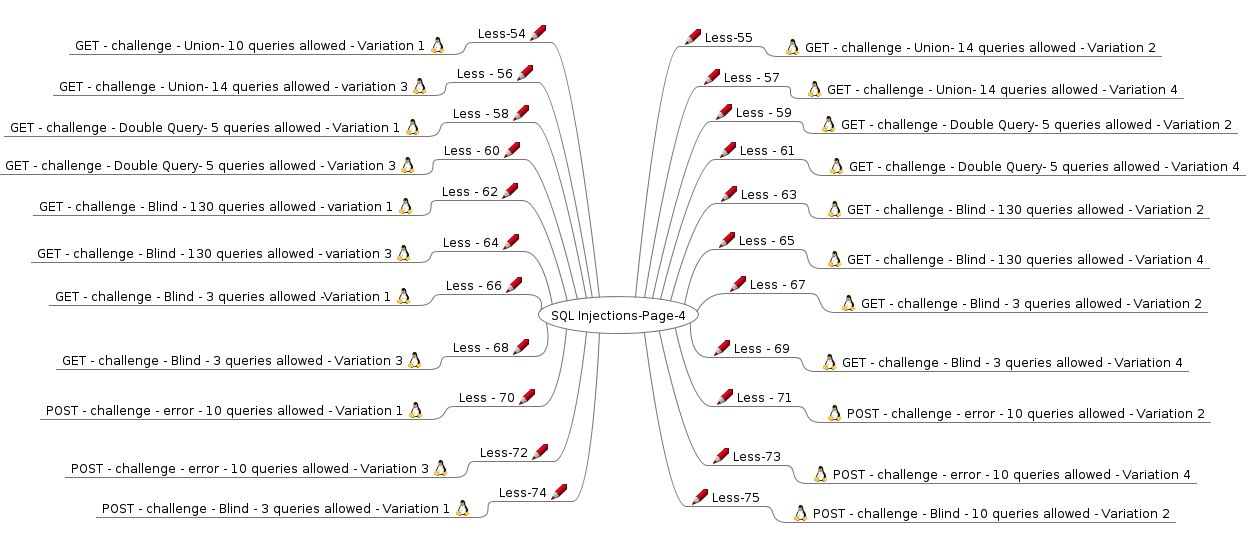 Less-54
GET - challenge - Union- 10 queries allowed - Variation 1
Less - 56
GET - challenge - Union- 14 queries allowed - variation 3
Less - 58
GET - challenge - Double Query- 5 queries allowed - Variation 1
Less - 60
GET - challenge - Double Query- 5 queries allowed - Variation 3
Less - 62
GET - challenge - Blind - 130 queries allowed - variation 1
Less - 64
GET - challenge - Blind - 130 queries allowed - variation 3
Less - 66
GET - challenge - Blind - 3 queries allowed -Variation 1
Less - 68
GET - challenge - Blind - 3 queries allowed - Variation 3
Less - 70
POST - challenge - error - 10 queries allowed - Variation 1
Less-72
POST - challenge - error - 10 queries allowed - Variation 3
Less-74
POST - challenge - Blind - 3 queries allowed - Variation 1
SQL Injections-Page-4
Less-55
GET - challenge - Union- 14 queries allowed - Variation 2
Less - 57
GET - challenge - Union- 14 queries allowed - Variation 4
Less - 59
GET - challenge - Double Query- 5 queries allowed - Variation 2
Less - 61
GET - challenge - Double Query- 5 queries allowed - Variation 4
Less - 63
GET - challenge - Blind - 130 queries allowed - Variation 2
Less - 65
GET - challenge - Blind - 130 queries allowed - Variation 4
Less - 67
GET - challenge - Blind - 3 queries allowed - Variation 2
Less - 69
GET - challenge - Blind - 3 queries allowed - Variation 4
Less - 71
POST - challenge - error - 10 queries allowed - Variation 2
Less-73
POST - challenge - error - 10 queries allowed - Variation 4
Less-75
POST - challenge - Blind - 10 queries allowed - Variation 2